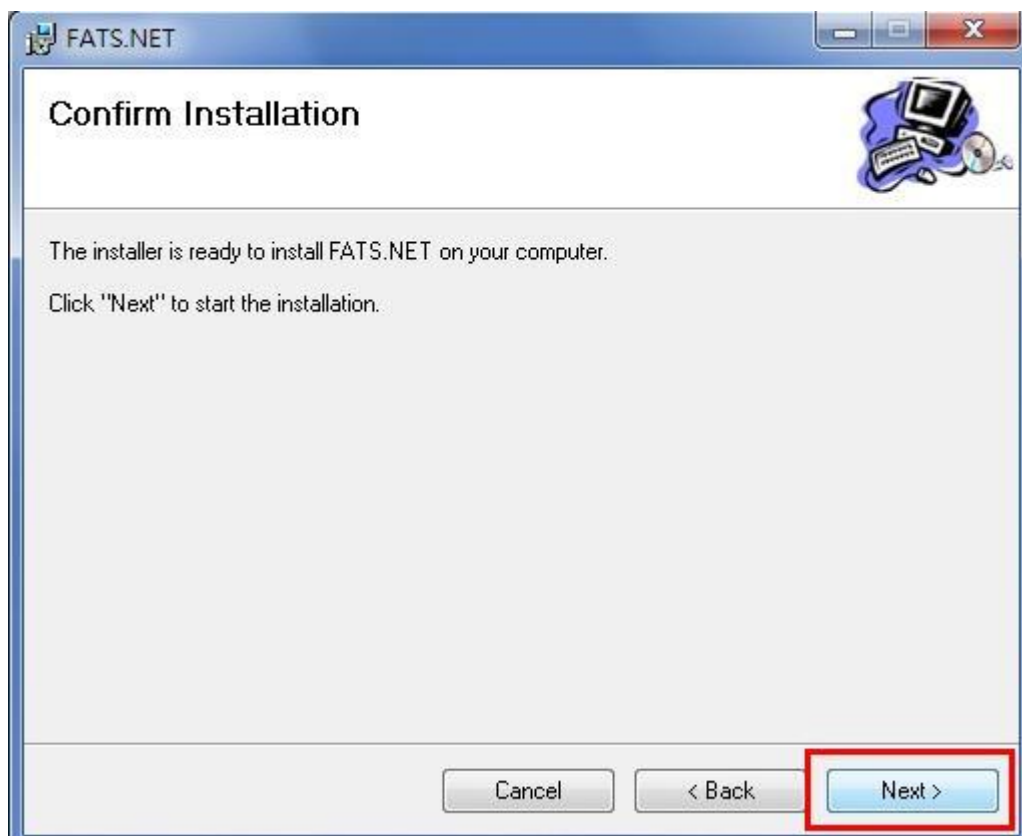 FATS.NET
Confirm Installation
The installer is ready to install FATS.NET on your computer.
Click "Next" to start the installation.
Cancel
< Back
Next >